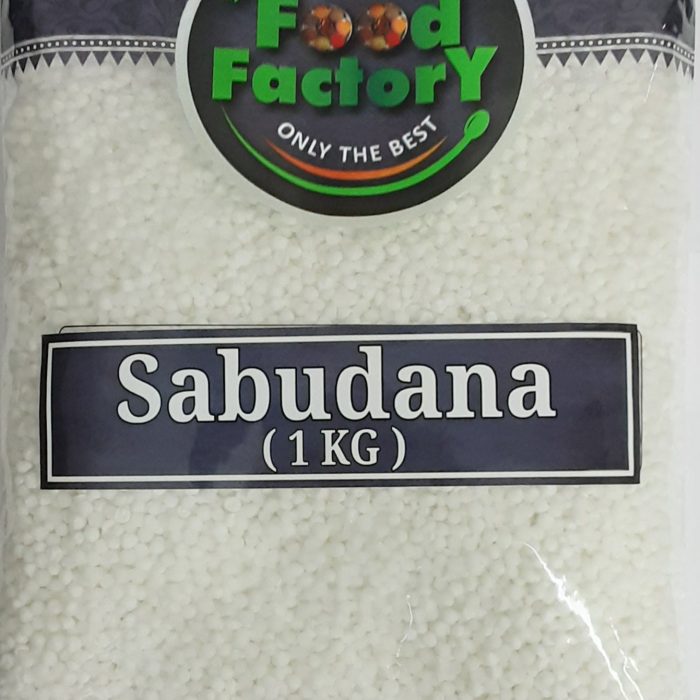 Food
FactorY
ONLY THE BEST
Sabudana
( 1 KG )